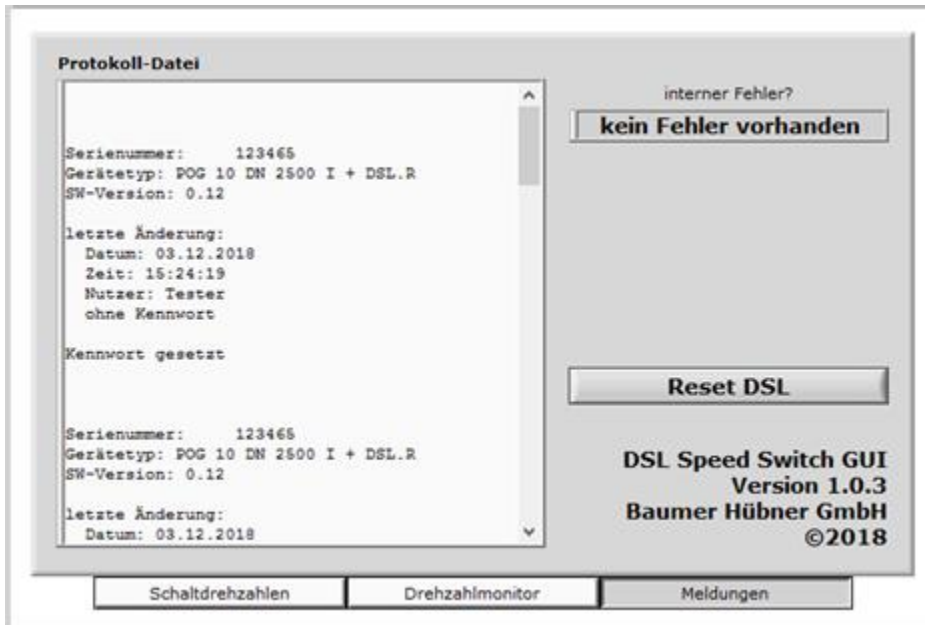 Protokoll-Datei
Serienummer: 123465
Gerätetyp: POG 10 DN 2500 I + DSL.R
SW-Version: 0.12
letzte Änderung:
Datum: 03.12.2018
Zeit: 15:24:19
Nutzer: Tester
ohne Kennwort
Kennwort gesetzt
Serienummer: 123465
Gerätetyp: POG 10 DN 2500 I + DSL.R
SW-Version: 0.12
letzte Änderung:
Datum: 03.12.2018
interner Fehler?
kein Fehler vorhanden
Reset DSL
DSL Speed Switch GUI
Version 1.0.3
Baumer Hübner GmbH
©2018
Schaltdrehzahlen Drehzahlmonitor Meldungen